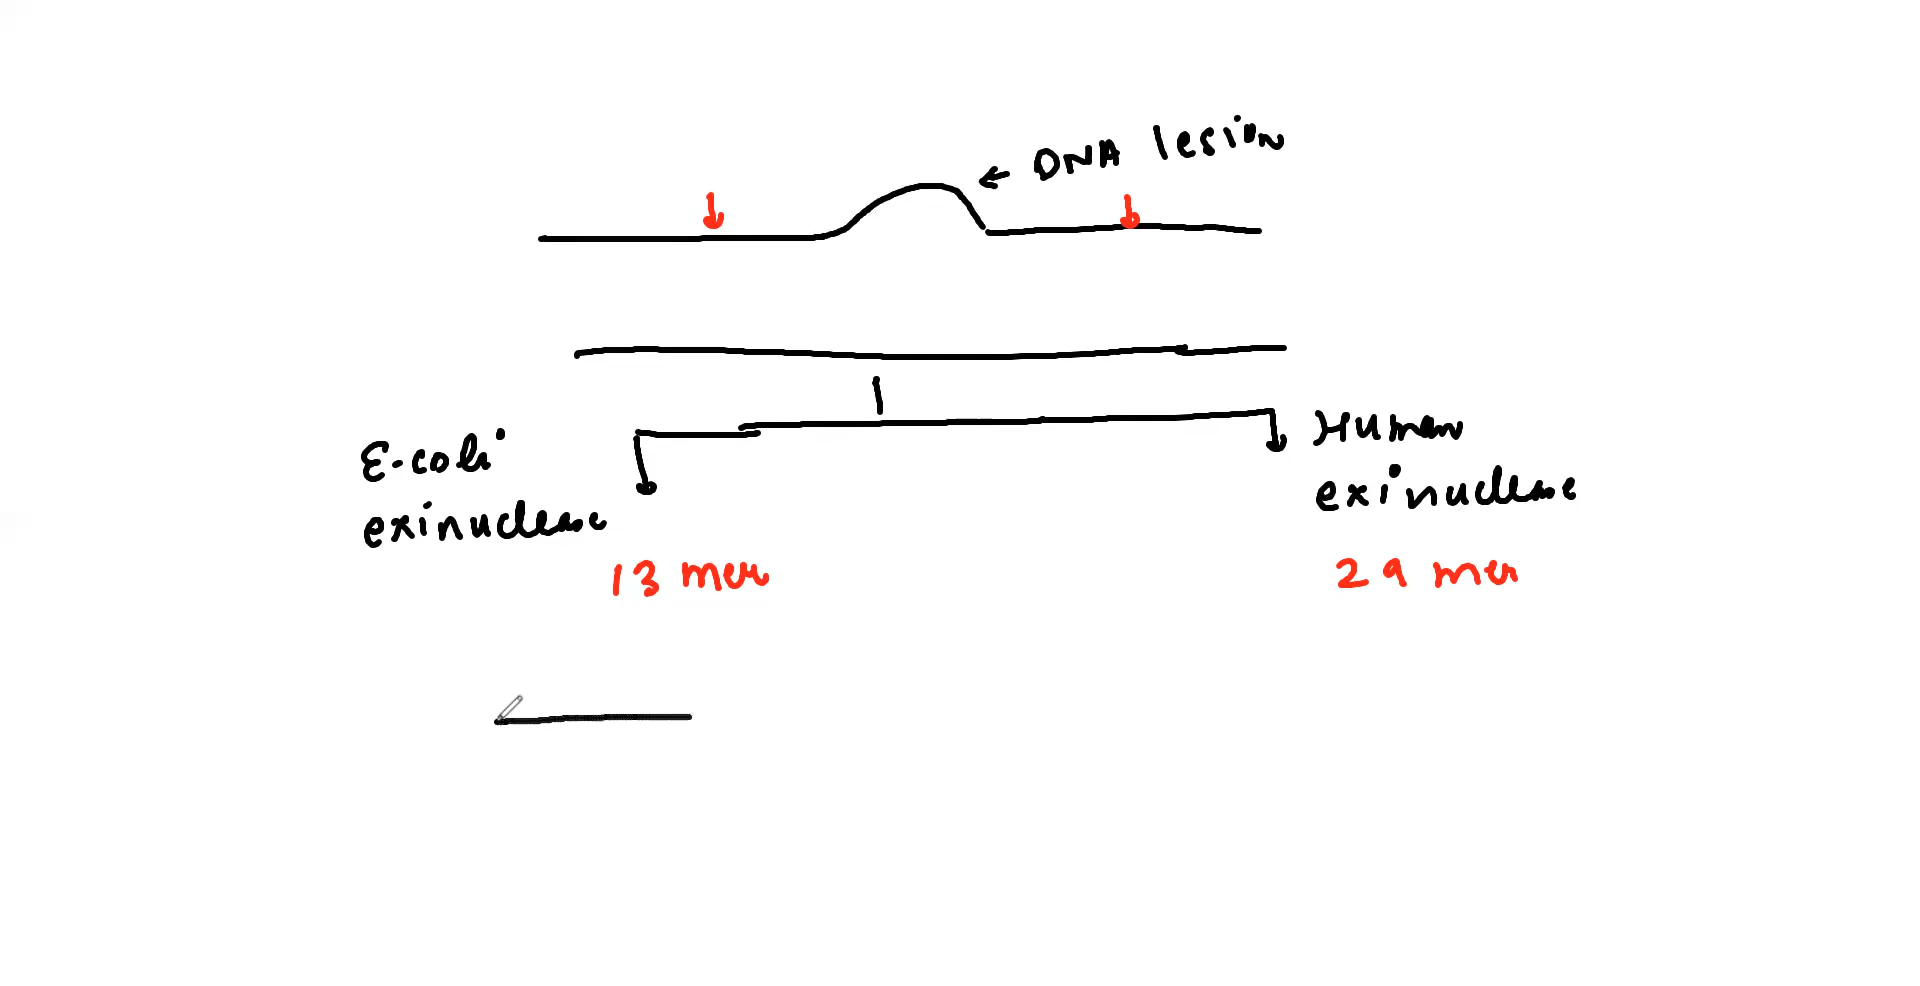 DNA lesion
E-coli
exinuclease
13 mer
Human
exinuclease
29 mer